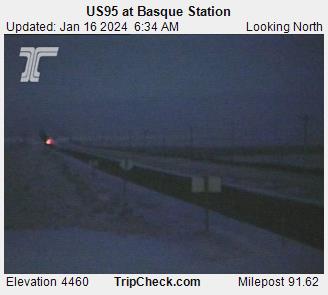 US95 at Basque Station
Updated: Jan 16 2024 6:34 AM Looking North
Elevation 4460 TripCheck.com Milepost 91.62